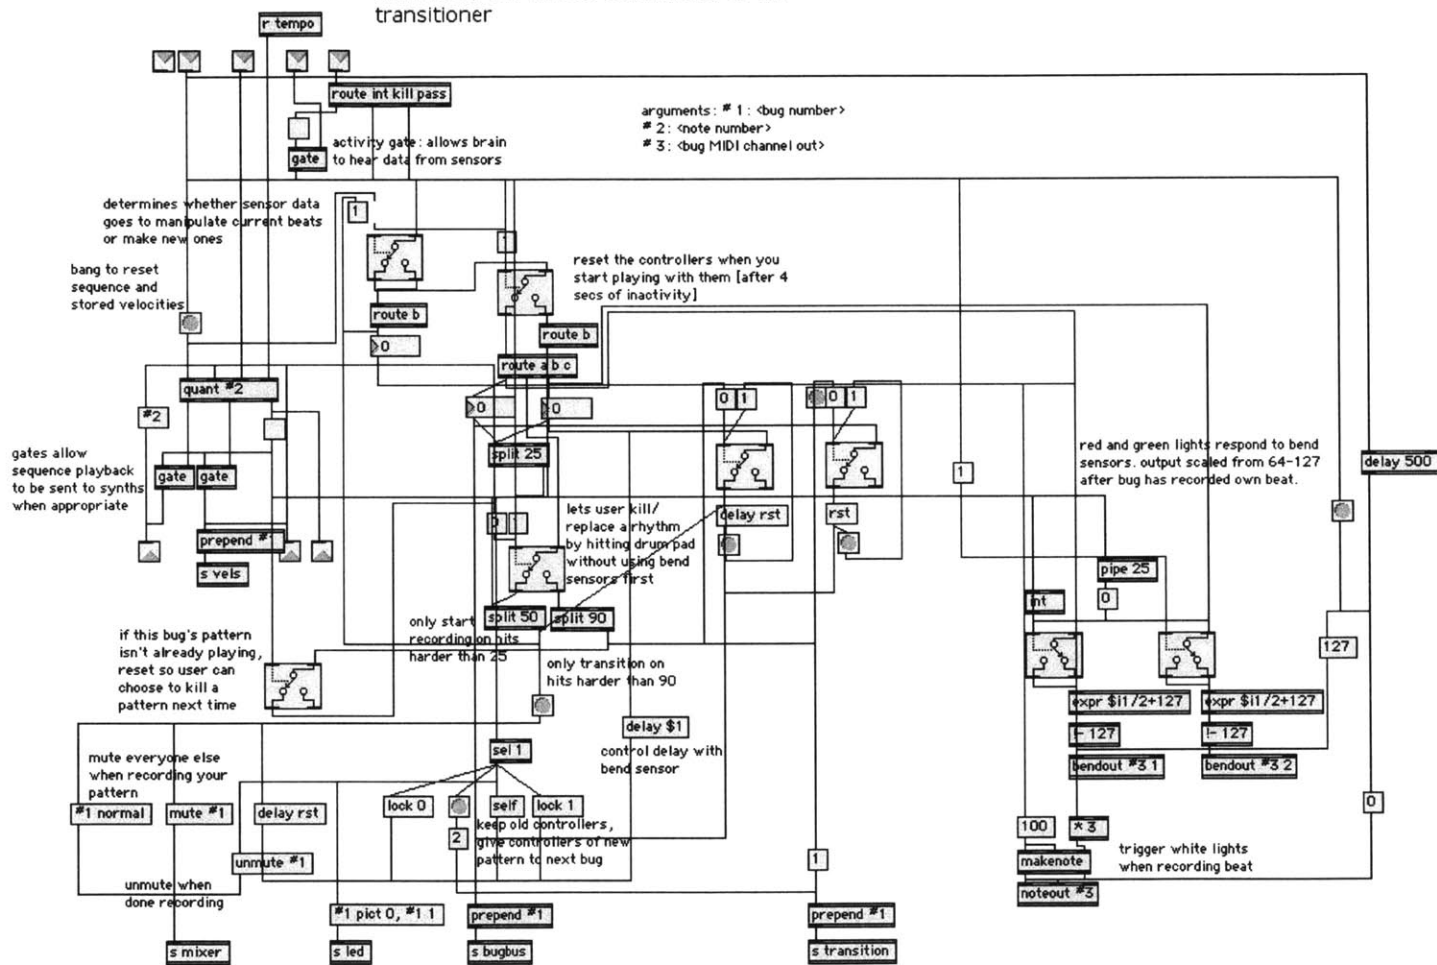 transitioner
r tempo
route int kill pass
arguments: #1: <bug number>
#2: <note number>
#3: <bug MIDI channel out>
activity gate: allows brain
to hear data from sensors
gate
determines whether sensor data
goes to manipulate current beats
or make new ones
1
1
bang to reset
sequence and
stored velocities
reset the controllers when you
start playing with them [after 4
secs of inactivity]
route b
route b
0
route a b c
quant #2
#2
0
0
0 1
0 1
split 25
gates allow
sequence playback
to be sent to synths
when appropriate
gate
gate
red and green lights respond to bend
sensors. output scaled from 64-127
after bug has recorded own beat.
1
delay 500
prepend #1
s vels
0 1
lets user kill/
replace a rhythm
by hitting drum pad
without using bend
sensors first
delay rst
rst
pipe 25
int
0
split 50
split 90
only start
recording on hits
harder than 25
if this bug's pattern
isn't already playing,
reset so user can
choose to kill a
pattern next time
only transition on
hits harder than 90
127
expr $i1/2+127
expr $i1/2+127
!- 127
!- 127
bendout #3 1
bendout #3 2
delay $1
control delay with
bend sensor
sel 1
mute everyone else
when recording your
pattern
#1 normal
mute #1
delay rst
lock 0
self
lock 1
0
2
keep old controllers,
give controllers of new
pattern to next bug
100
* 3
unmute #1
1
makenote
trigger white lights
when recording beat
noteout #3
unmute when
done recording
#1 pict 0, #1 1
prepend #1
prepend #1
s mixer
s led
s bugbus
s transition